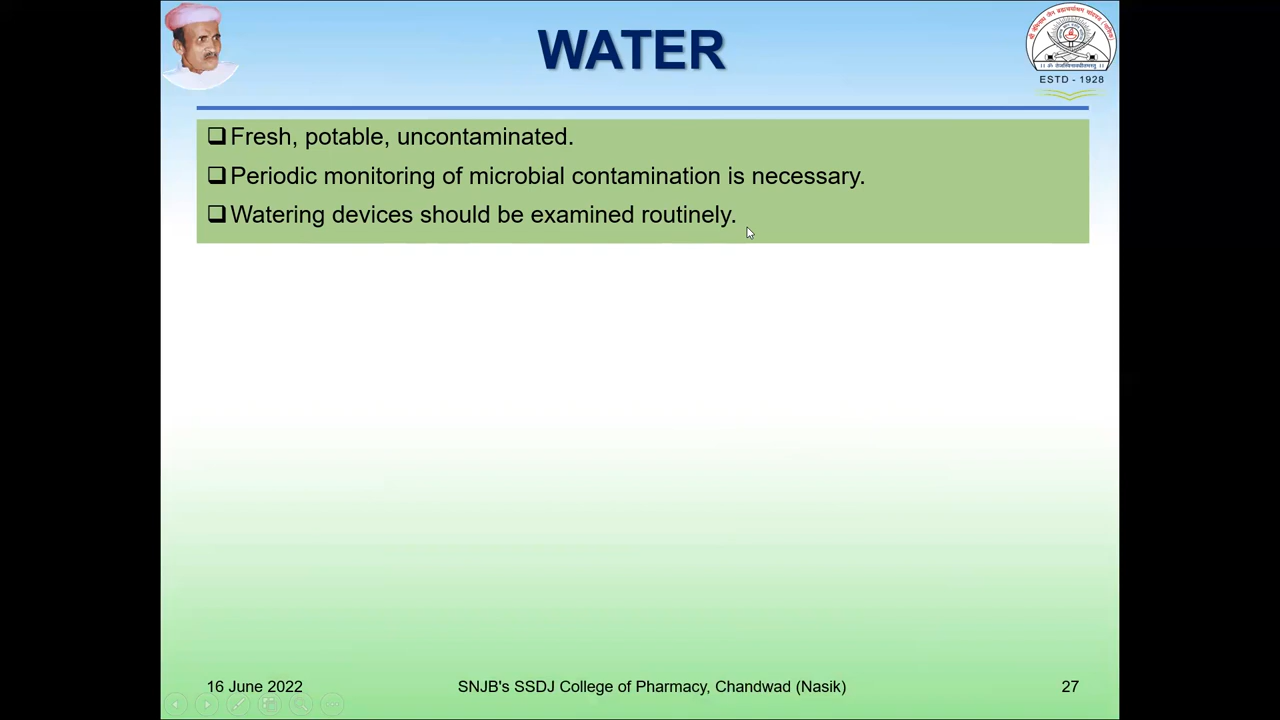 WATER
ESTD - 1928
❑Fresh, potable, uncontaminated.
❑Periodic monitoring of microbial contamination is necessary.
❑Watering devices should be examined routinely.
16 June 2022
SNJB's SSDJ College of Pharmacy, Chandwad (Nasik)
27